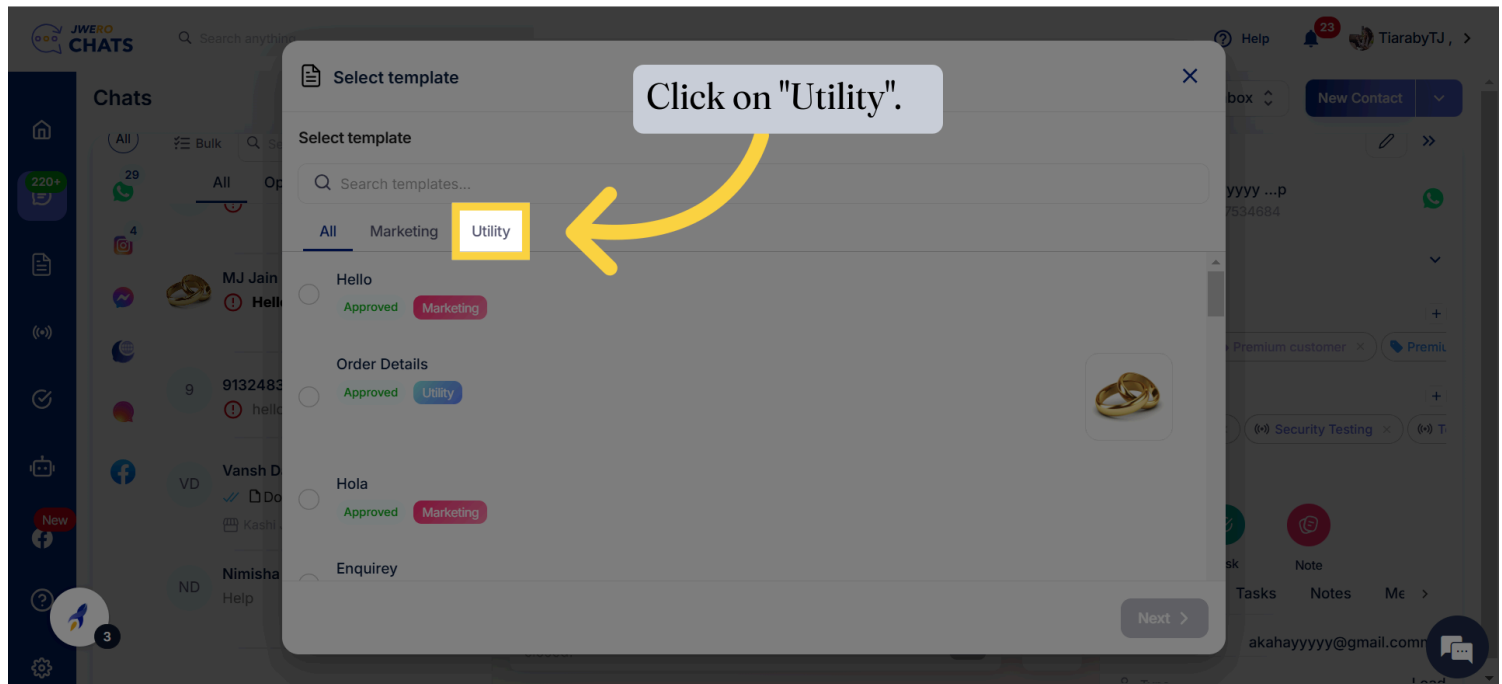 JWERO
CHATS
Search anything
Help
23
TiarabyTJ ,
Select template
Click on "Utility".
Chats
box
New Contact
All
Bulk
Select template
220+
29
All
Search templates...
yyyy ...p
7534684
All
Marketing
Utility
4
MJ Jain
Hello
Approved
Marketing
Premium customer
Order Details
9
9132483
Approved
Utility
hello
Security Testing
Vansh D
VD
Kashi
Hola
Approved
Marketing
New
Enquirey
Note
Nimisha
ND
Help
Tasks
Notes
Next
3
akahayyyyy@gmail.com